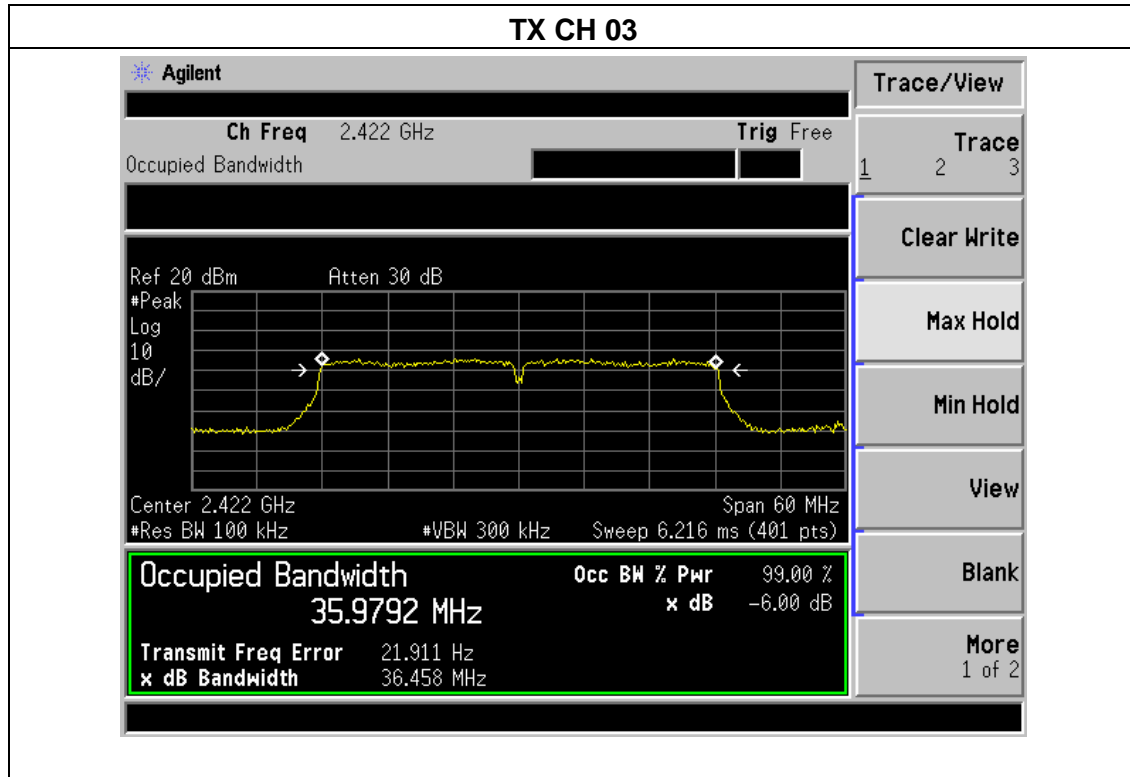 TX CH 03
Agilent
Trace/View
Ch Freq 2.422 GHz Trig Free
Occupied Bandwidth
Trace
1 2 3
Clear Write
Ref 20 dBm Atten 30 dB
#Peak
Log
10
dB/
Max Hold
Min Hold
View
Center 2.422 GHz Span 60 MHz
#Res BW 100 kHz #VBW 300 kHz Sweep 6.216 ms (401 pts)
Occupied Bandwidth Occ BW % Pwr 99.00 %
35.9792 MHz x dB -6.00 dB
Blank
Transmit Freq Error 21.911 Hz
x dB Bandwidth 36.458 MHz
More
1 of 2